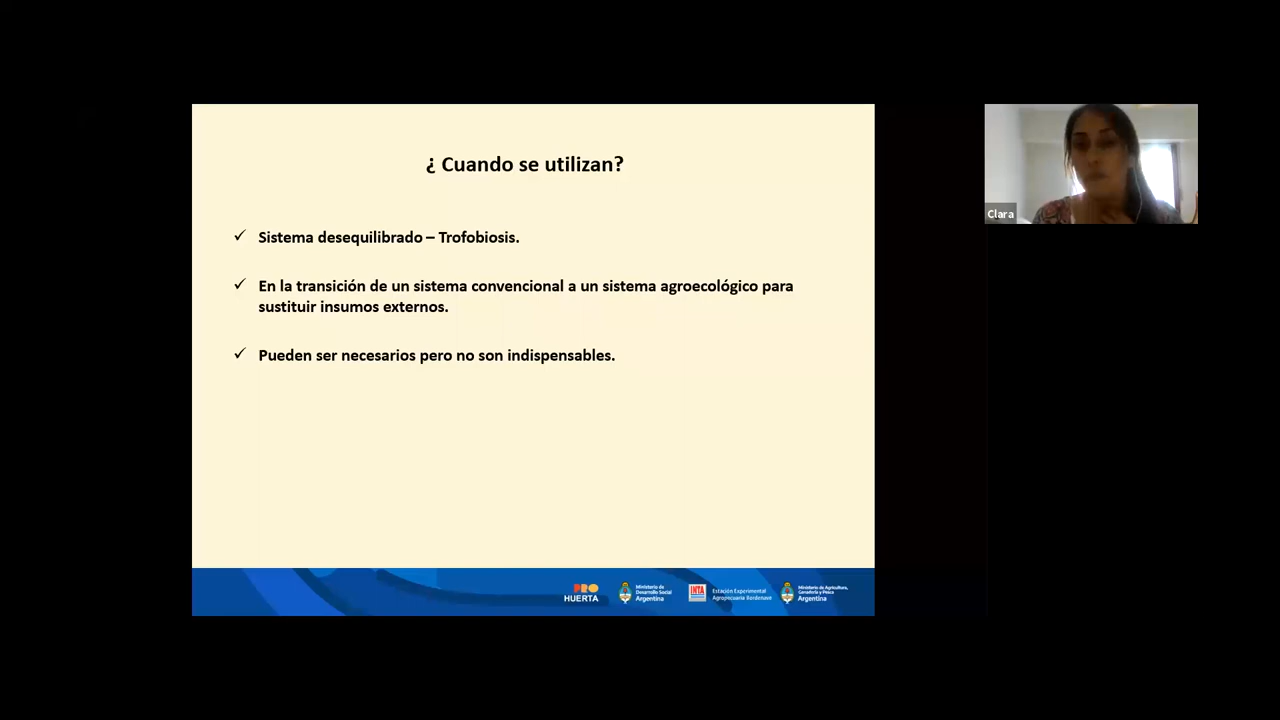 ¿ Cuando se utilizan?
✓ Sistema desequilibrado – Trofobiosis.
✓ En la transición de un sistema convencional a un sistema agroecológico para
sustituir insumos externos.
✓ Pueden ser necesarios pero no son indispensables.
Clara
PRO
HUERTA
Ministerio de
Desarrollo Social
Argentina
INTA
Estación Experimental
Agropecuaria Bordenave
Ministerio de Agricultura,
Ganadería y Pesca
Argentina